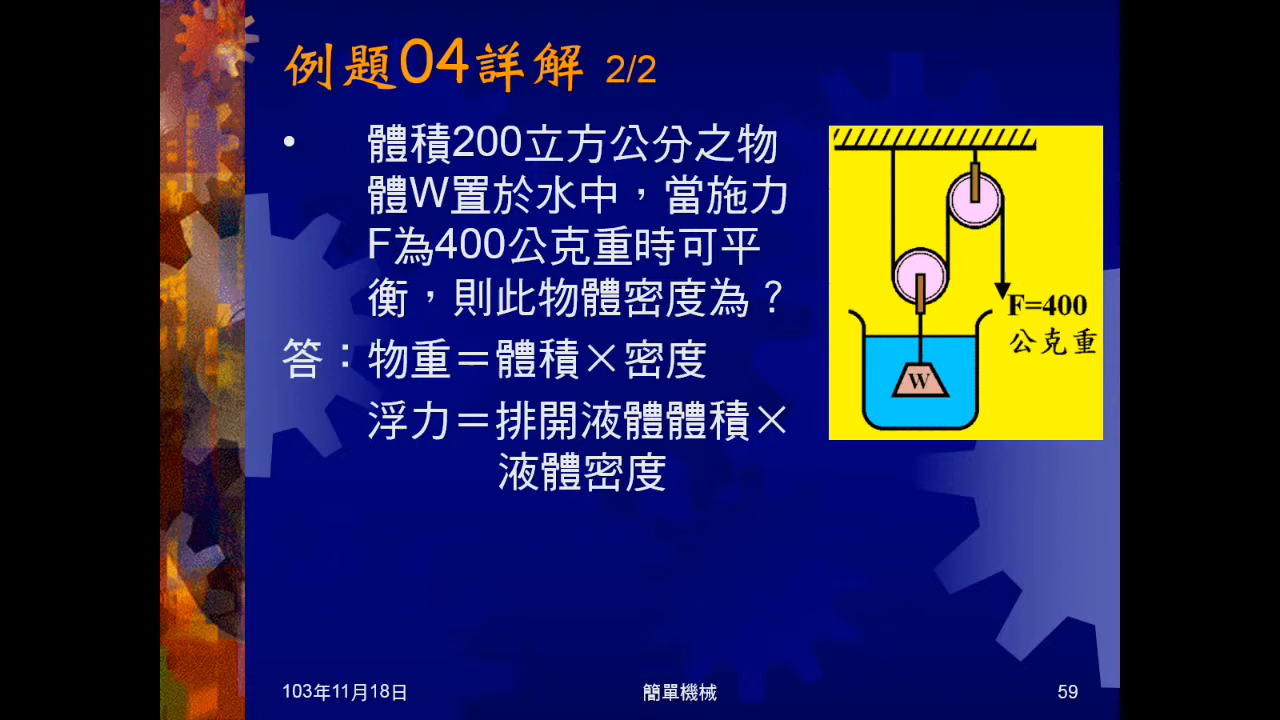 例題04詳解 2/2
• 體積200立方公分之物
體W置於水中,當施力
F為400公克重時可平
衡,則此物體密度為?
答:物重=體積×密度
浮力=排開液體體積×
液體密度
F=400
公克重
W
103年11月18日
簡單機械
59